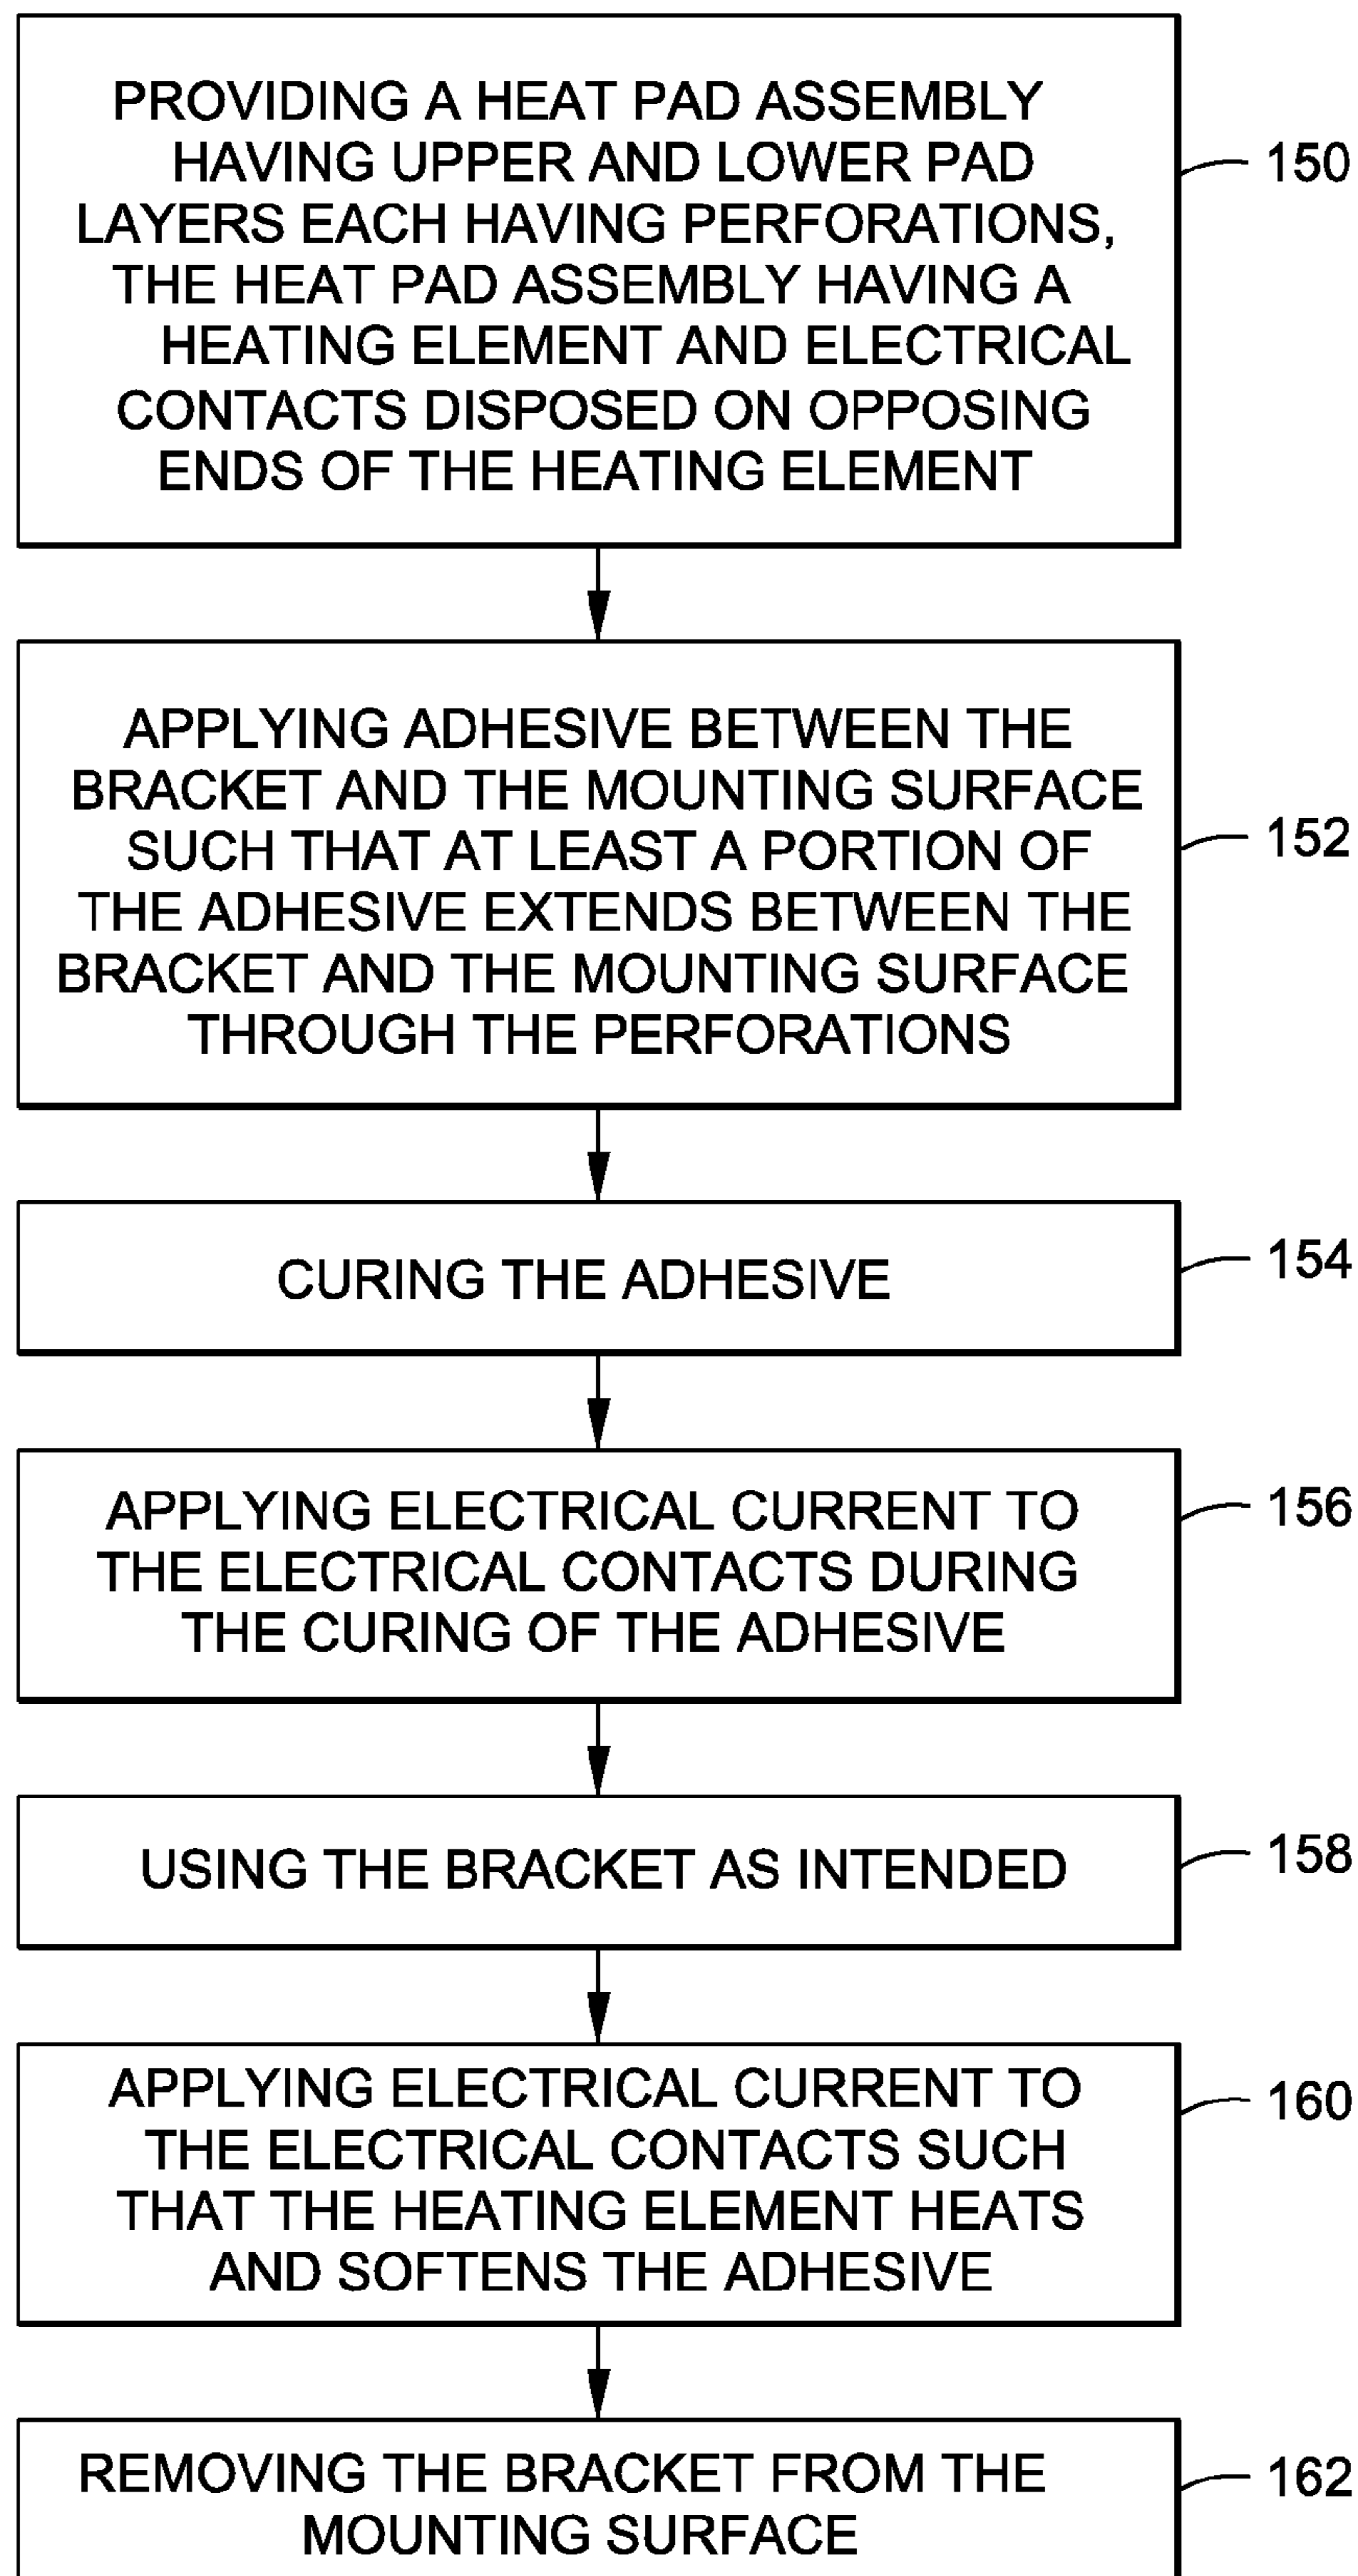 PROVIDING A HEAT PAD ASSEMBLY
HAVING UPPER AND LOWER PAD
LAYERS EACH HAVING PERFORATIONS,
THE HEAT PAD ASSEMBLY HAVING A
HEATING ELEMENT AND ELECTRICAL
CONTACTS DISPOSED ON OPPOSING
ENDS OF THE HEATING ELEMENT
150
APPLYING ADHESIVE BETWEEN THE
BRACKET AND THE MOUNTING SURFACE
SUCH THAT AT LEAST A PORTION OF
THE ADHESIVE EXTENDS BETWEEN THE
BRACKET AND THE MOUNTING SURFACE
THROUGH THE PERFORATIONS
152
CURING THE ADHESIVE
154
APPLYING ELECTRICAL CURRENT TO
THE ELECTRICAL CONTACTS DURING
THE CURING OF THE ADHESIVE
156
USING THE BRACKET AS INTENDED
158
APPLYING ELECTRICAL CURRENT TO
THE ELECTRICAL CONTACTS SUCH
THAT THE HEATING ELEMENT HEATS
AND SOFTENS THE ADHESIVE
160
REMOVING THE BRACKET FROM THE
MOUNTING SURFACE
162